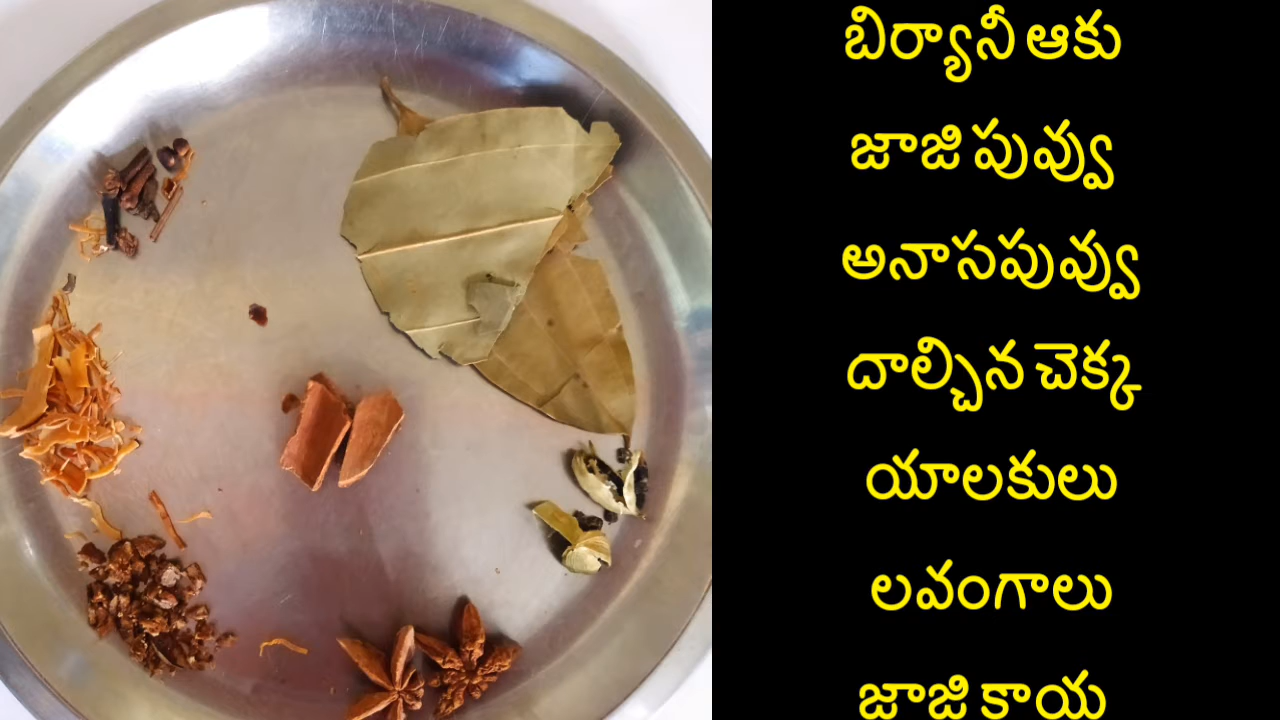 బిర్యానీ ఆకు
జాజి పువ్వు
అనాసపువ్వు
దాల్చిన చెక్క
యాలకులు
లవంగాలు
జాజి కాయ